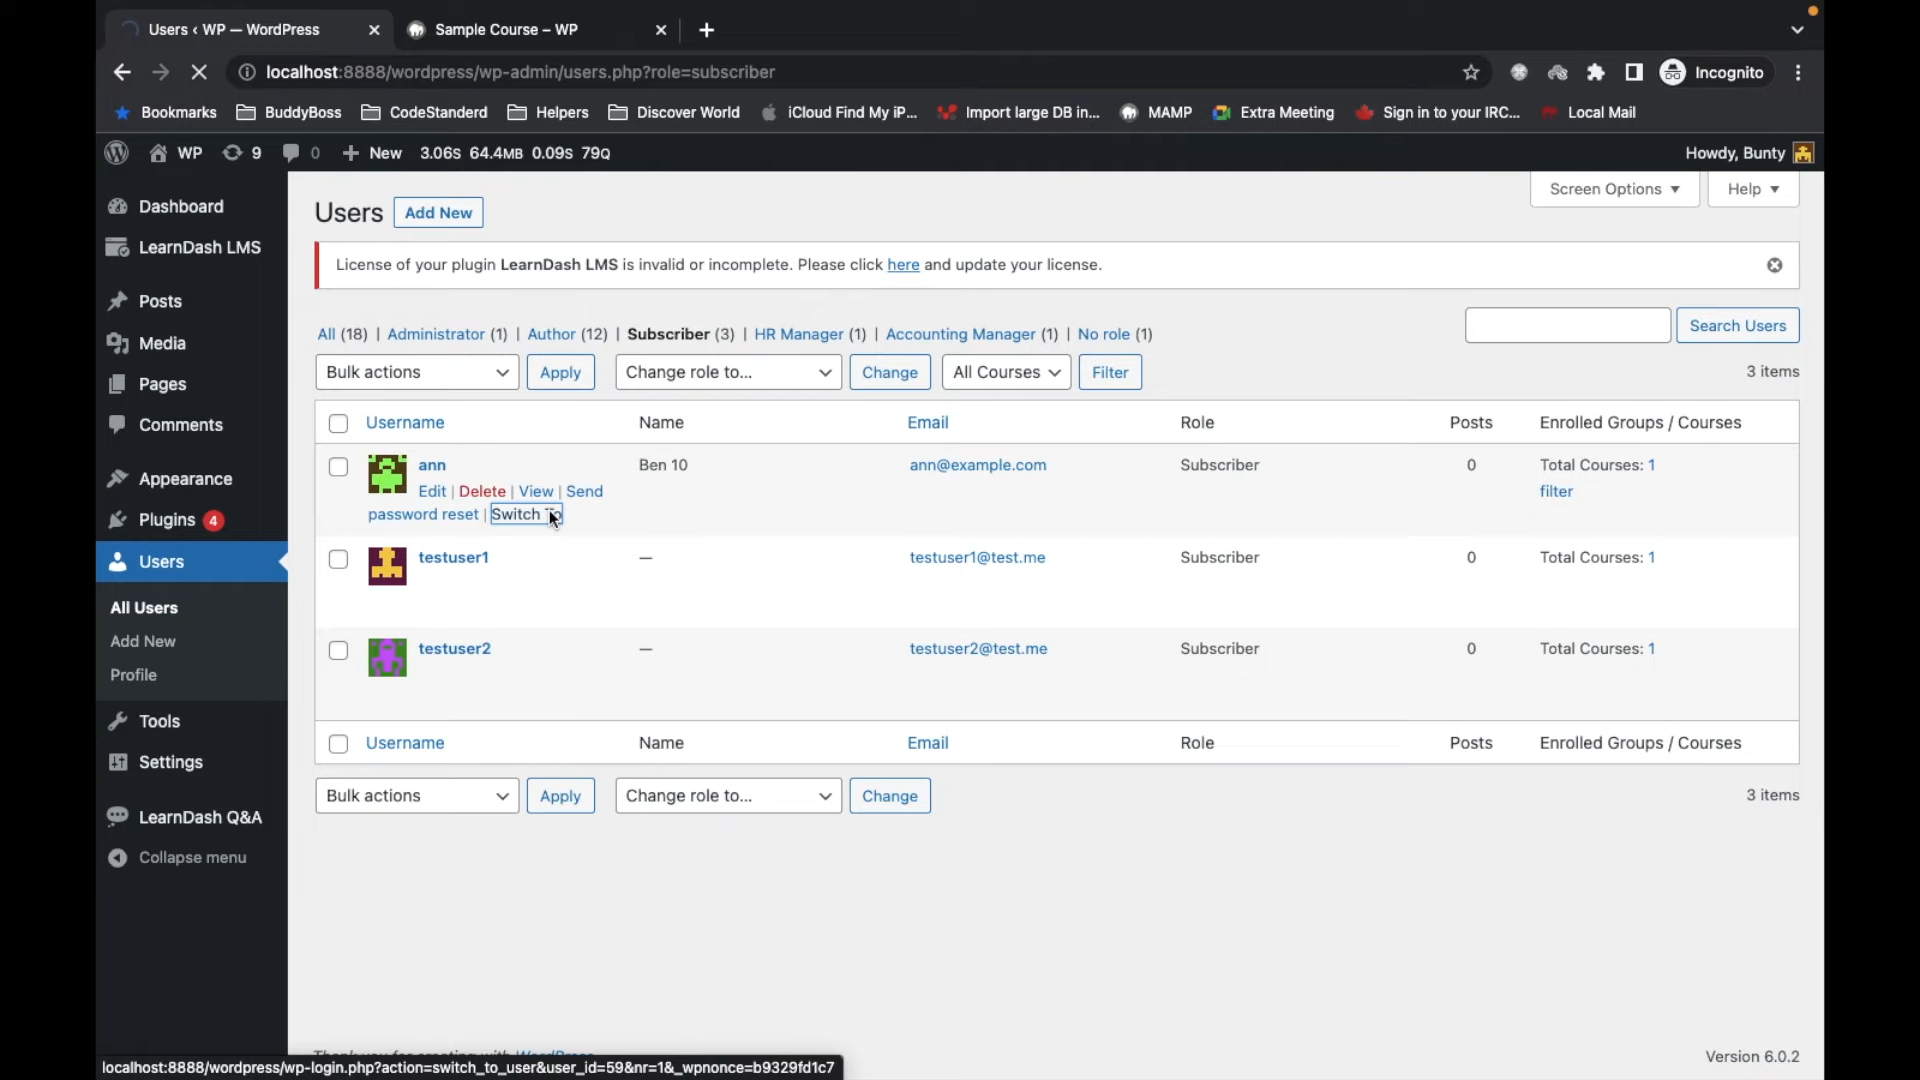 Users ‹ WP — WordPress
Sample Course – WP
localhost:8888/wordpress/wp-admin/users.php?role=subscriber
Incognito
Bookmarks BuddyBoss CodeStanderd Helpers Discover World iCloud Find My iP... Import large DB in... MAMP Extra Meeting Sign in to your IRC... Local Mail
WP 9 0 New 3.06S 64.4MB 0.09S 79Q Howdy, Bunty
Dashboard
LearnDash LMS
Posts
Media
Pages
Comments
Appearance
Plugins 4
Users
All Users
Add New
Profile
Tools
Settings
LearnDash Q&A
Collapse menu
Screen Options Help
Users Add New
License of your plugin LearnDash LMS is invalid or incomplete. Please click here and update your license.
All (18) | Administrator (1) | Author (12) | Subscriber (3) | HR Manager (1) | Accounting Manager (1) | No role (1)
Search Users
Bulk actions Apply Change role to... Change All Courses Filter 3 items
Username Name Email Role Posts Enrolled Groups / Courses
ann Ben 10 ann@example.com Subscriber 0 Total Courses: 1
Edit | Delete | View | Send filter
password reset | Switch To
testuser1 — testuser1@test.me Subscriber 0 Total Courses: 1
testuser2 — testuser2@test.me Subscriber 0 Total Courses: 1
Username Name Email Role Posts Enrolled Groups / Courses
Bulk actions Apply Change role to... Change 3 items
Thank you for creating with WordPress.
Version 6.0.2
localhost:8888/wordpress/wp-login.php?action=switch_to_user&user_id=59&nr=1&_wpnonce=b9329fd1c7